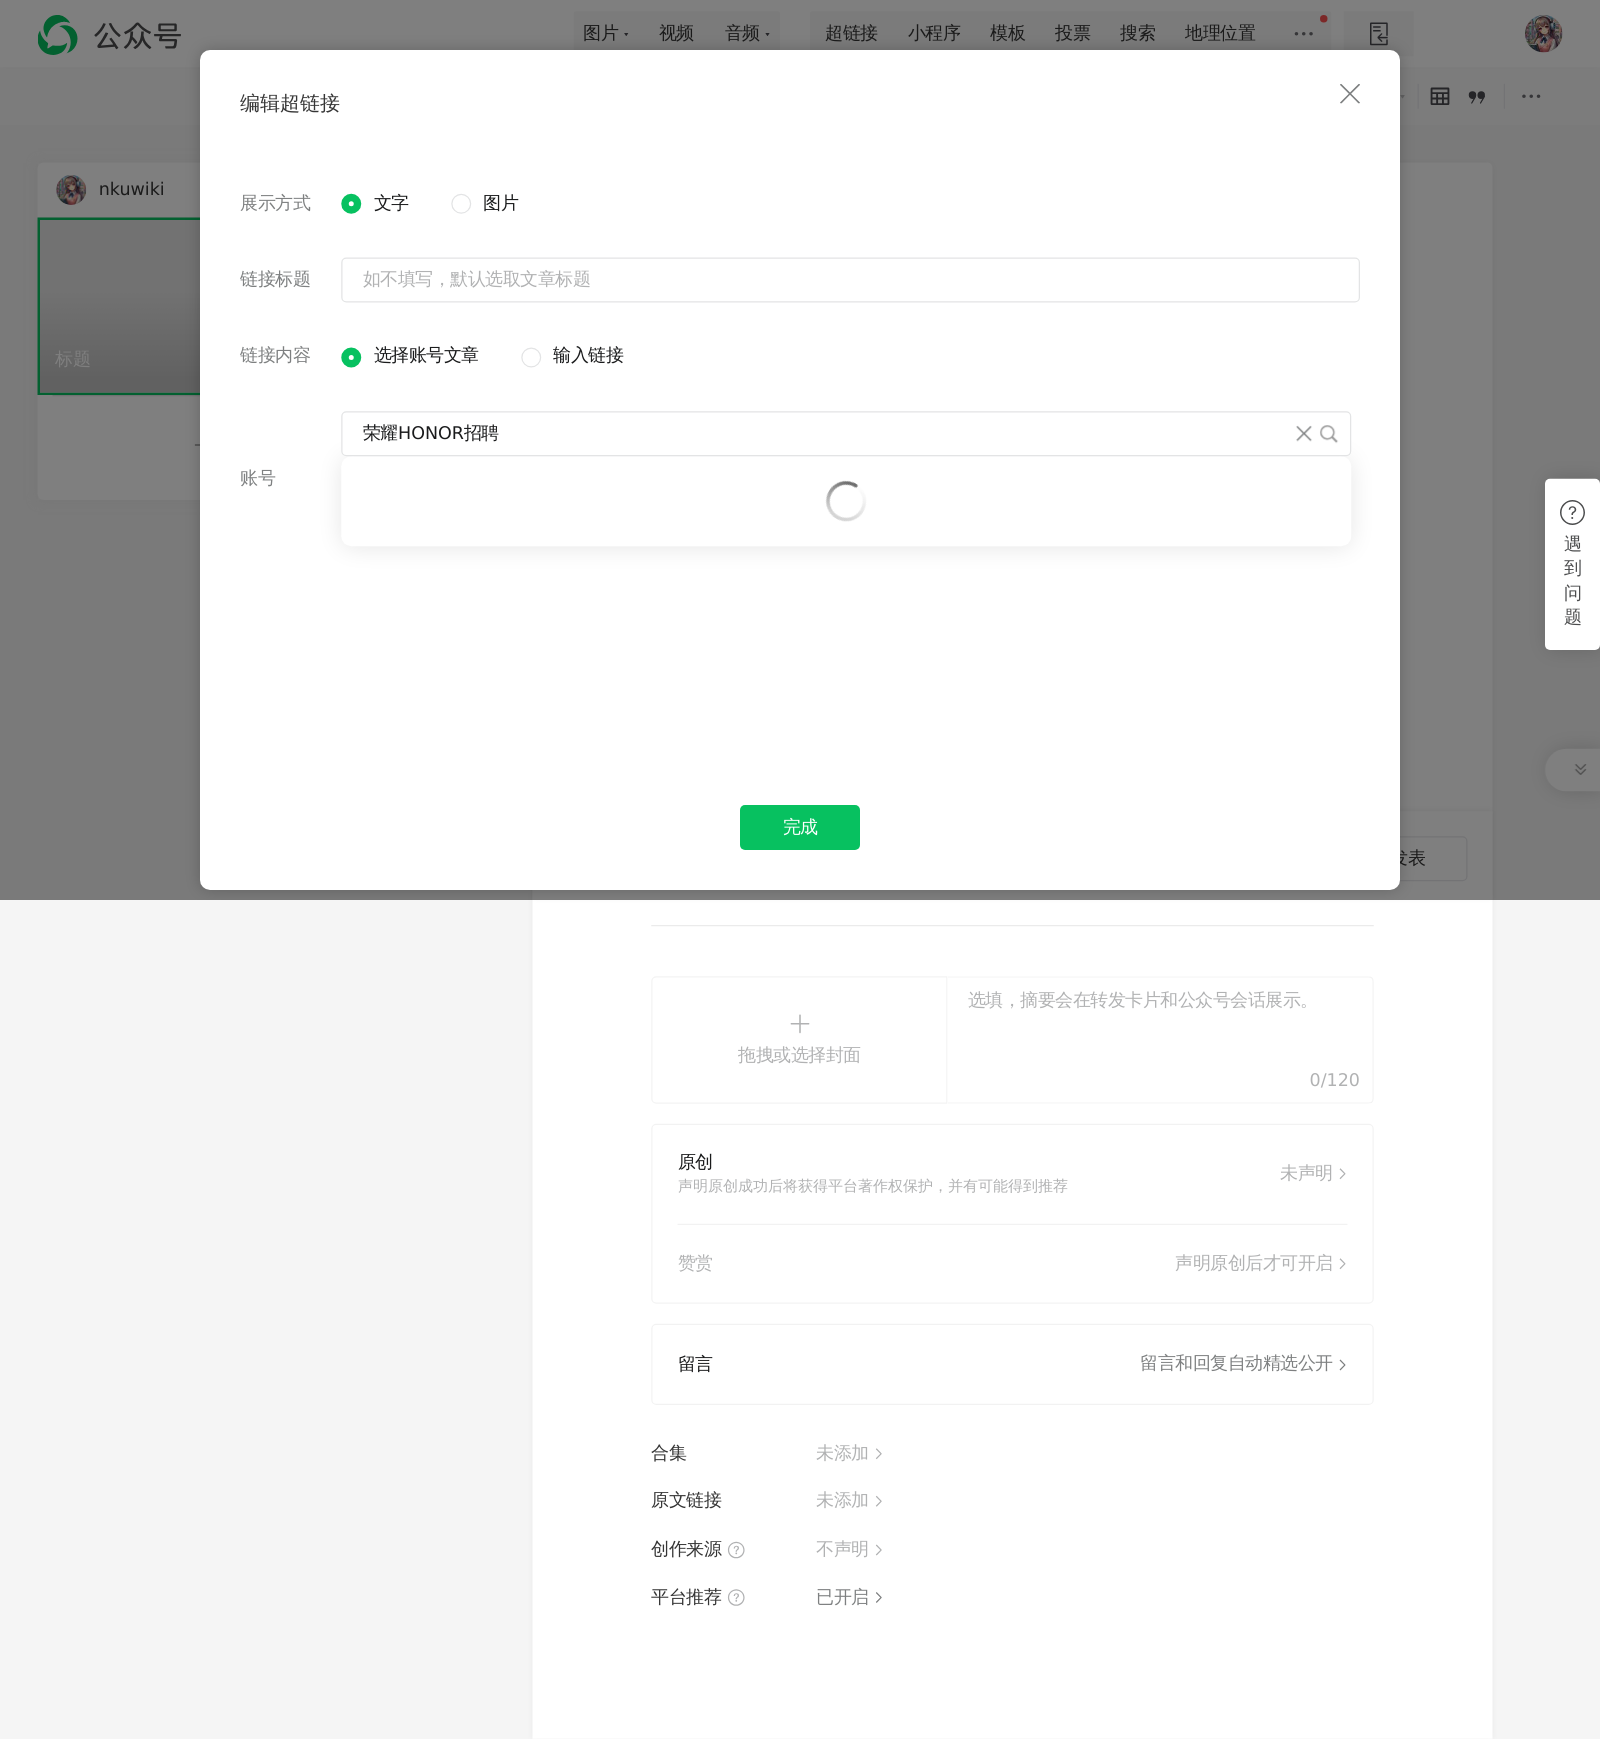 公众号
图片 视频 音频 超链接 小程序 模板 投票 搜索 地理位置
编辑超链接
nkuwiki
标题
展示方式 文字 图片
链接标题 如不填写，默认选取文章标题
链接内容 选择账号文章 输入链接
荣耀HONOR招聘
账号
遇到问题
完成
发表
选填，摘要会在转发卡片和公众号会话展示。
拖拽或选择封面
0/120
原创
声明原创成功后将获得平台著作权保护，并有可能得到推荐
未声明
赞赏 声明原创后才可开启
留言 留言和回复自动精选公开
合集 未添加
原文链接 未添加
创作来源 不声明
平台推荐 已开启